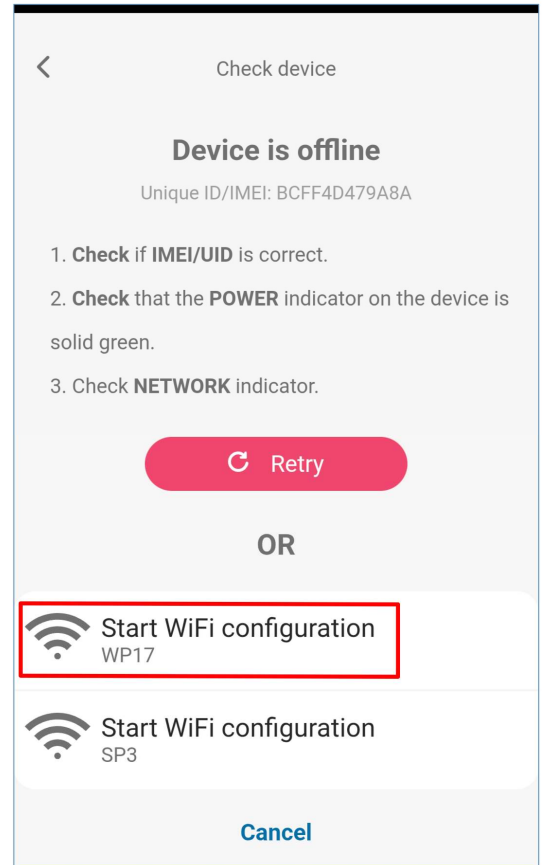 Check device
Device is offline
Unique ID/IMEI: BCFF4D479A8A
1. Check if IMEI/UID is correct.
2. Check that the POWER indicator on the device is
solid green.
3. Check NETWORK indicator.
Retry
OR
Start WiFi configuration
WP17
Start WiFi configuration
SP3
Cancel